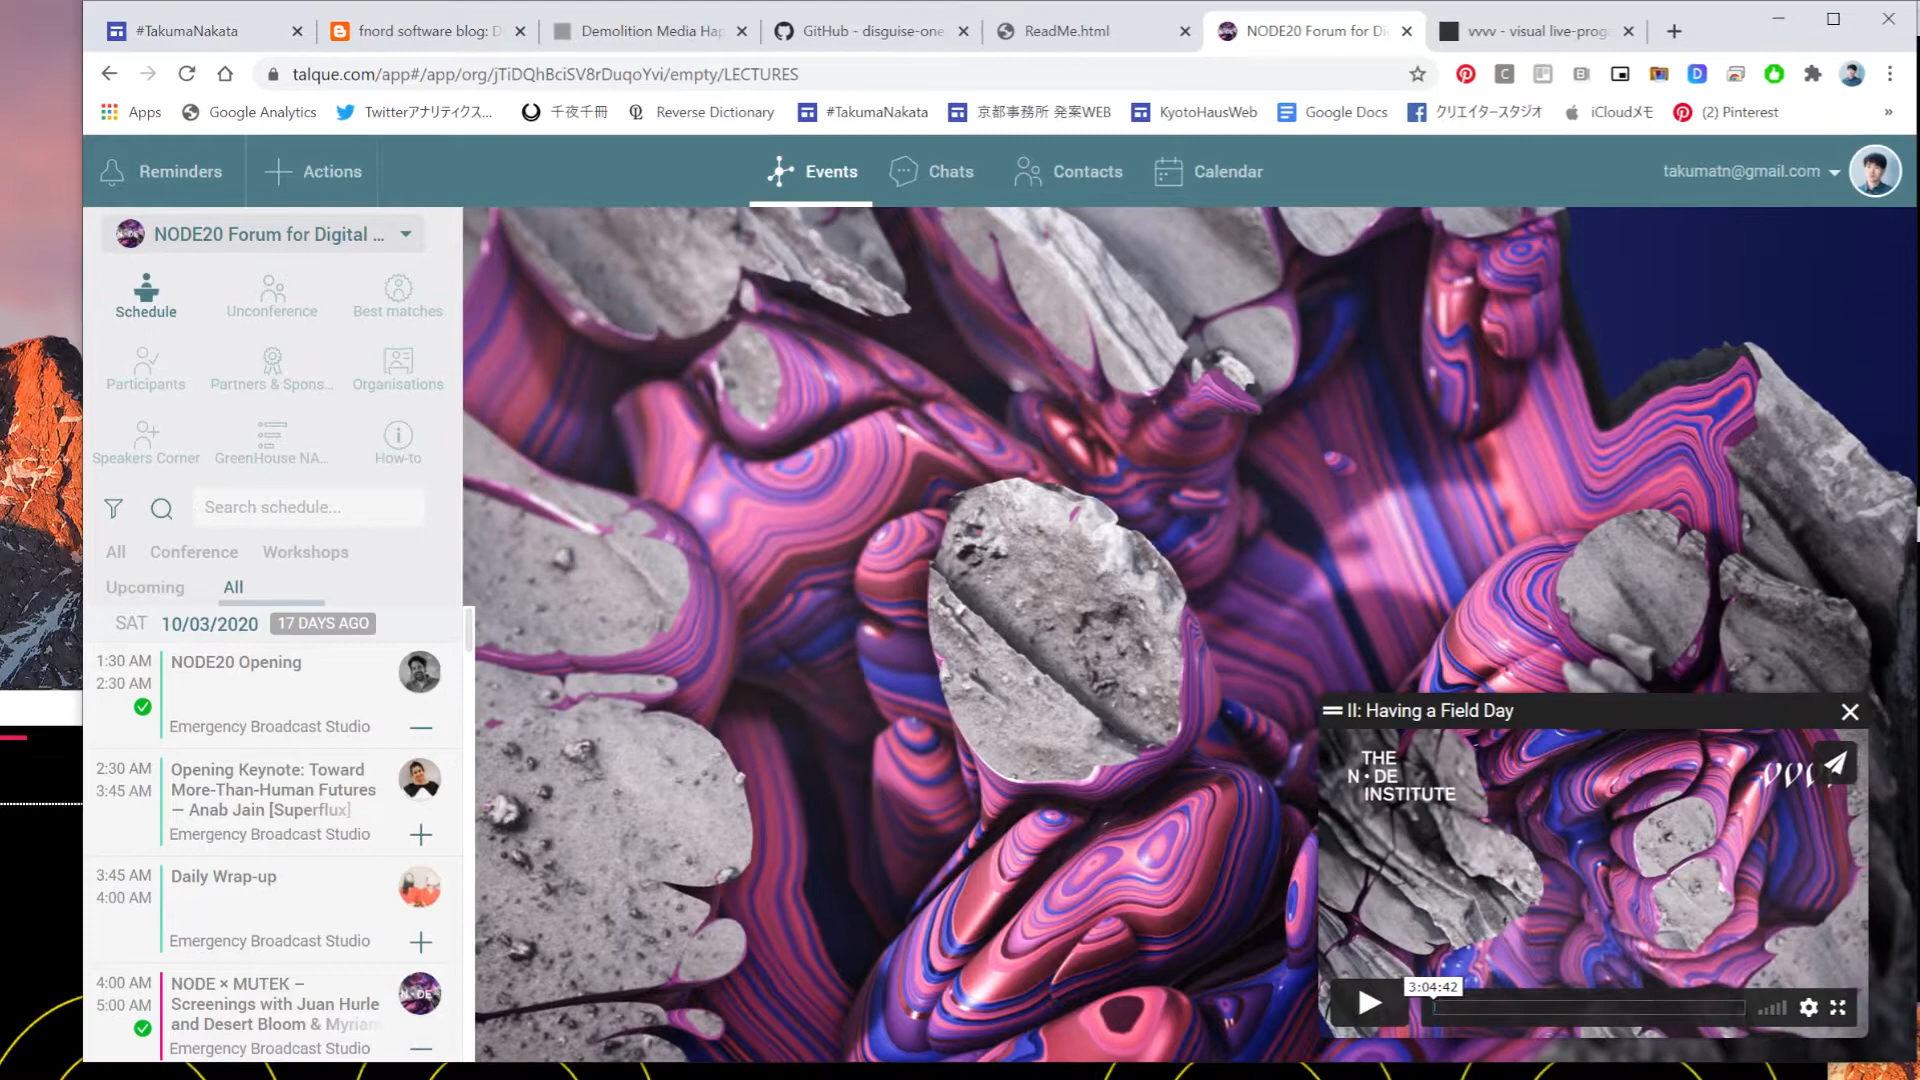 #TakumaNakata
fnord software blog: D
Demolition Media Hap
GitHub - disguise-one
ReadMe.html
NODE20 Forum for Di
vvvv - visual live-proga
talque.com/app#/app/org/jTiDQhBciSV8rDuqoYvi/empty/LECTURES
Apps
Google Analytics
Twitterアナリティクス...
千夜千冊
Reverse Dictionary
#TakumaNakata
京都事務所 発案WEB
KyotoHausWeb
Google Docs
クリエイタースタジオ
iCloudメモ
(2) Pinterest
»
Reminders
Actions
Events
Chats
Contacts
Calendar
takumatn@gmail.com
NODE20 Forum for Digital ...
Schedule
Unconference
Best matches
Participants
Partners & Spons...
Organisations
Speakers Corner
GreenHouse NA...
How-to
Search schedule...
All Conference Workshops
Upcoming All
SAT 10/03/2020 17 DAYS AGO
1:30 AM
2:30 AM
NODE20 Opening
Emergency Broadcast Studio
2:30 AM
3:45 AM
Opening Keynote: Toward
More-Than-Human Futures
— Anab Jain [Superflux]
Emergency Broadcast Studio
3:45 AM
4:00 AM
Daily Wrap-up
Emergency Broadcast Studio
4:00 AM
5:00 AM
NODE × MUTEK –
Screenings with Juan Hurle
and Desert Bloom & Myriam
Emergency Broadcast Studio
II: Having a Field Day
THE
N·DE
INSTITUTE
3:04:42